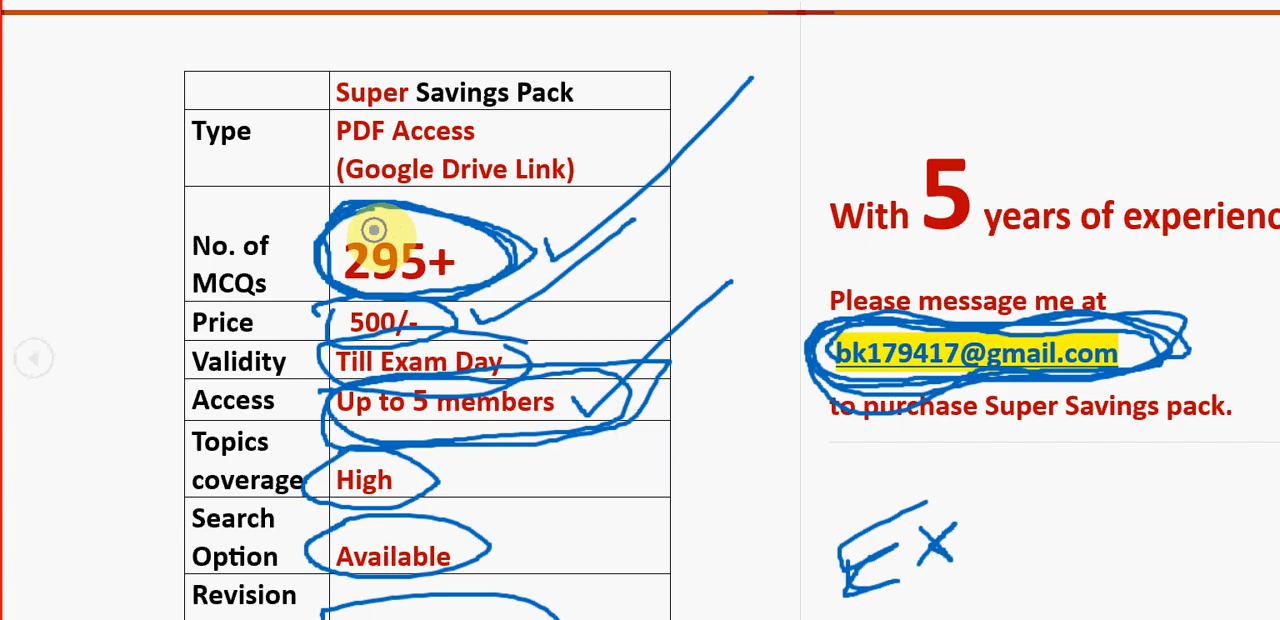 Super Savings Pack
Type
PDF Access
(Google Drive Link)
No. of
MCQs
295+
Price
500/-
Validity
Till Exam Day
Access
Up to 5 members
Topics
coverage
High
Search
Option
Available
Revision
With 5 years of experienc
Please message me at
bk179417@gmail.com
to purchase Super Savings pack.
Ex